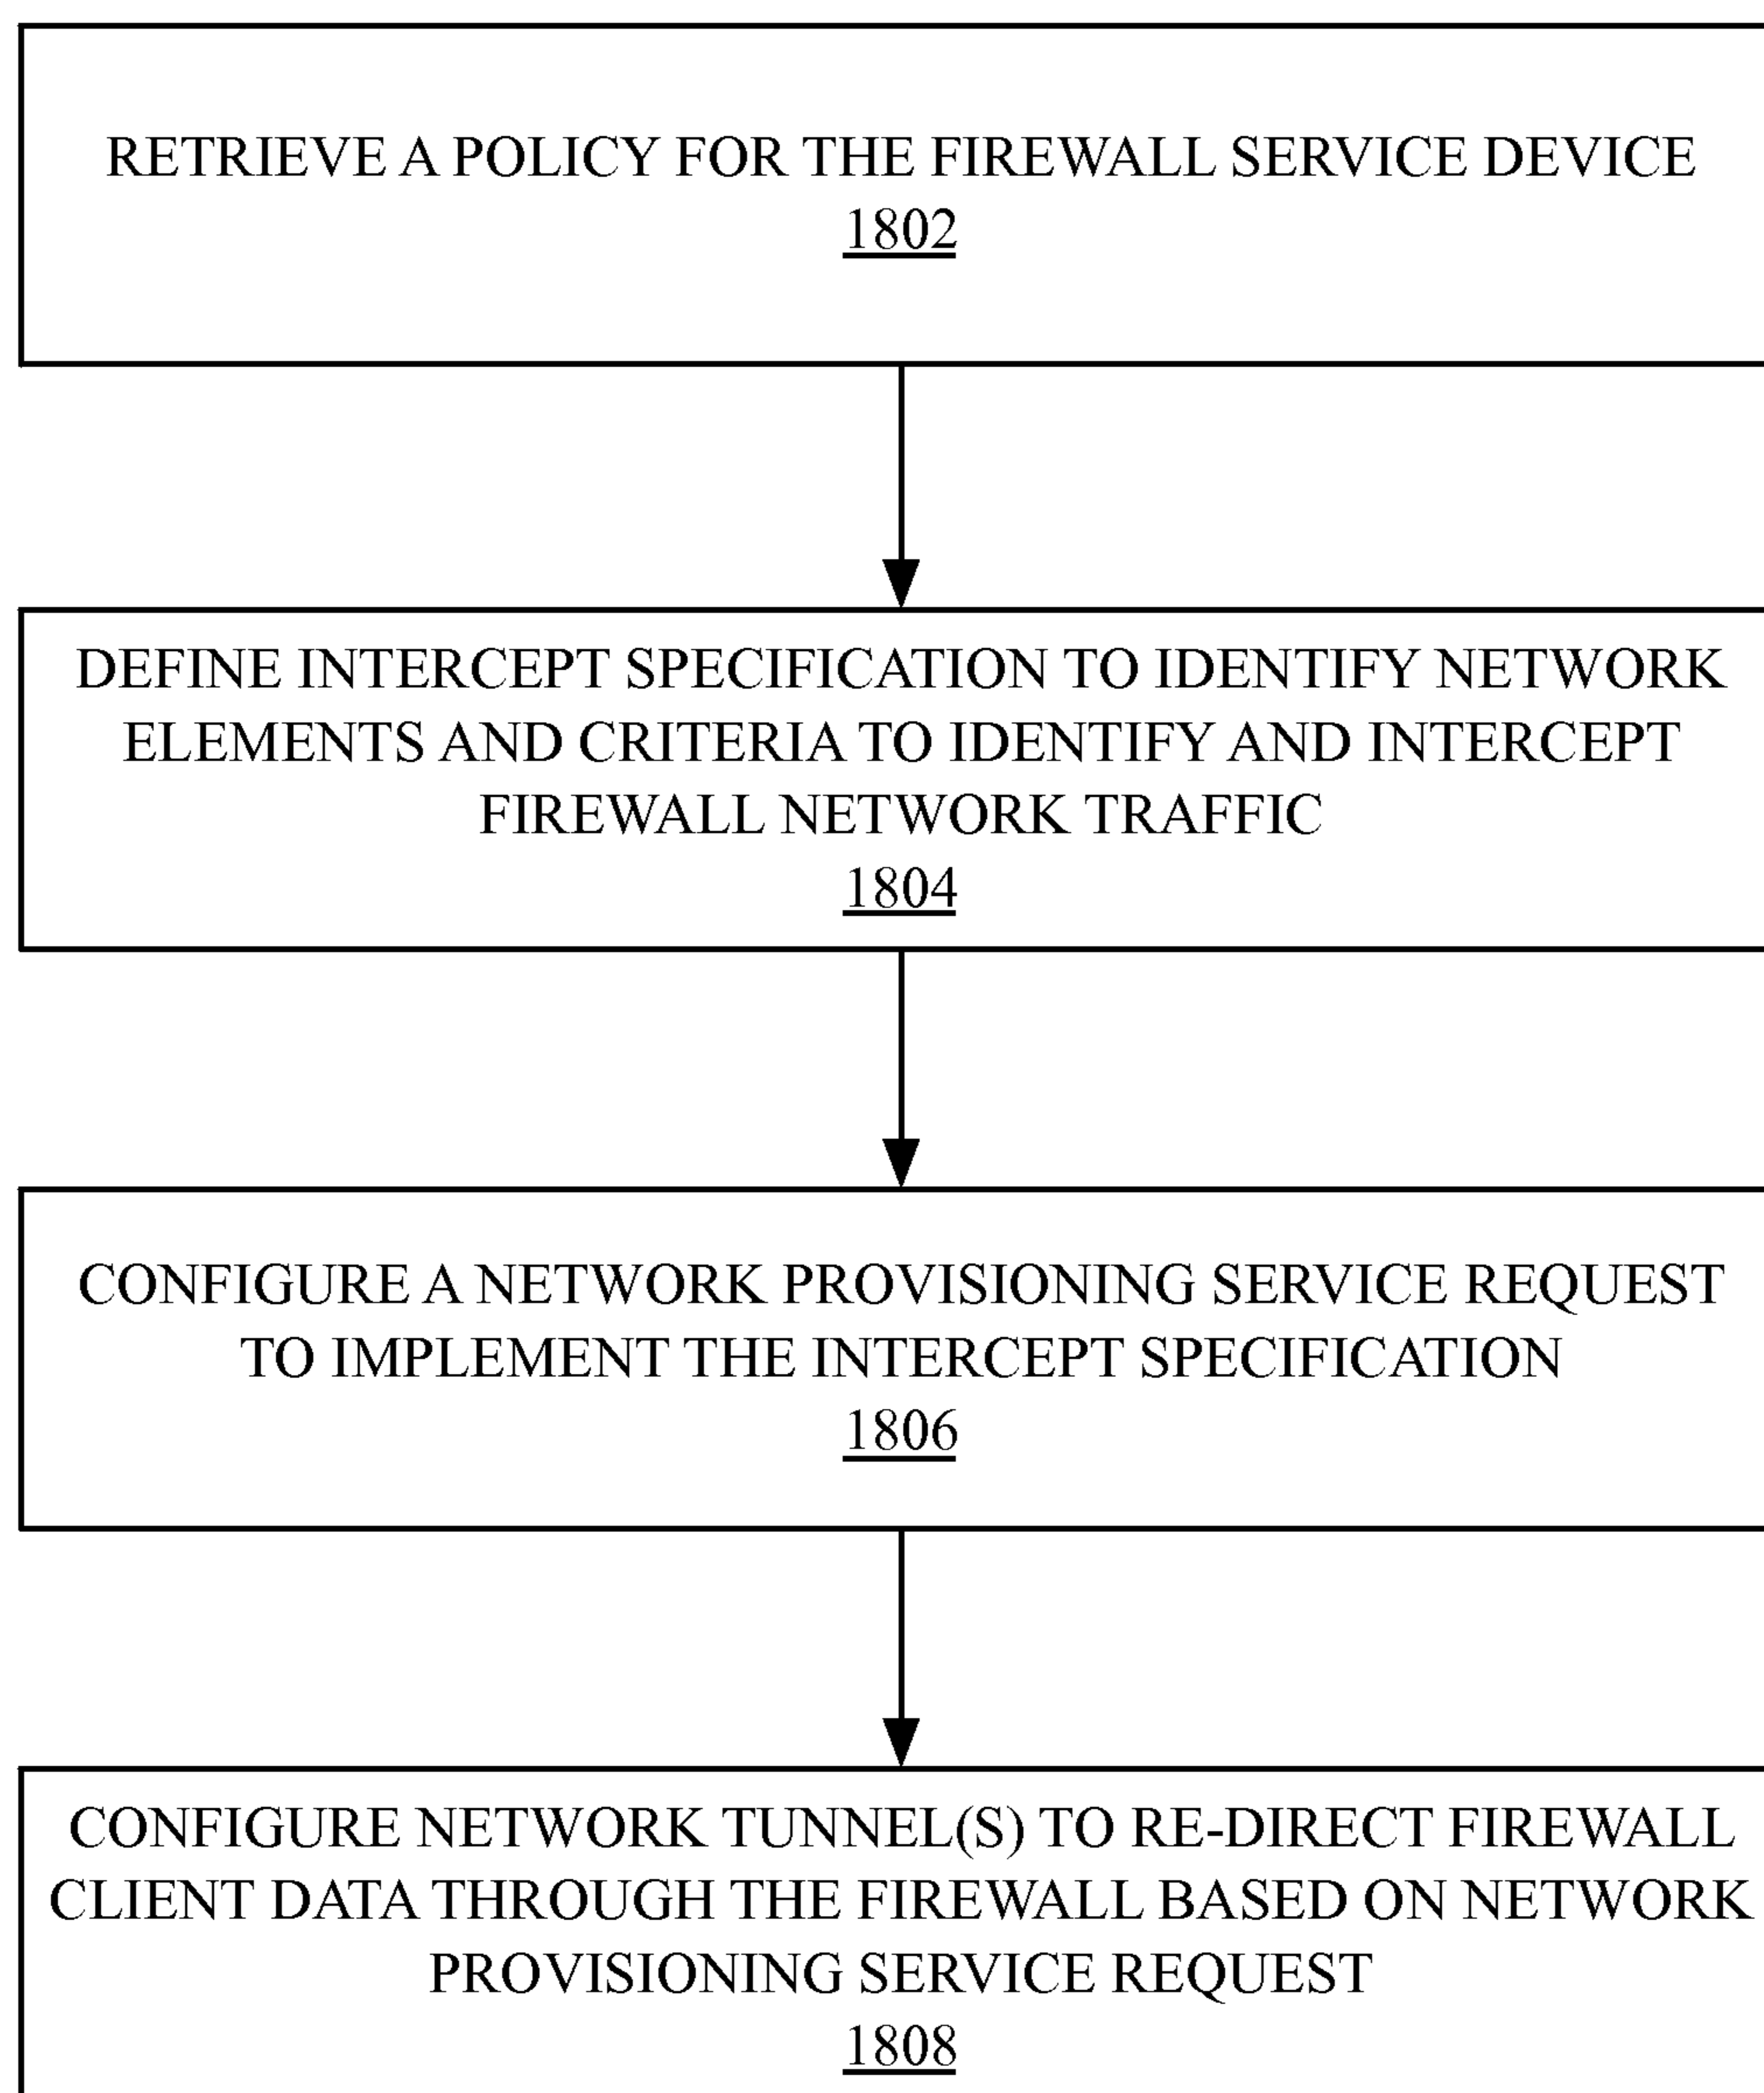 RETRIEVE A POLICY FOR THE FIREWALL SERVICE DEVICE
1802
DEFINE INTERCEPT SPECIFICATION TO IDENTIFY NETWORK
ELEMENTS AND CRITERIA TO IDENTIFY AND INTERCEPT
FIREWALL NETWORK TRAFFIC
1804
CONFIGURE A NETWORK PROVISIONING SERVICE REQUEST
TO IMPLEMENT THE INTERCEPT SPECIFICATION
1806
CONFIGURE NETWORK TUNNEL(S) TO RE-DIRECT FIREWALL
CLIENT DATA THROUGH THE FIREWALL BASED ON NETWORK
PROVISIONING SERVICE REQUEST
1808